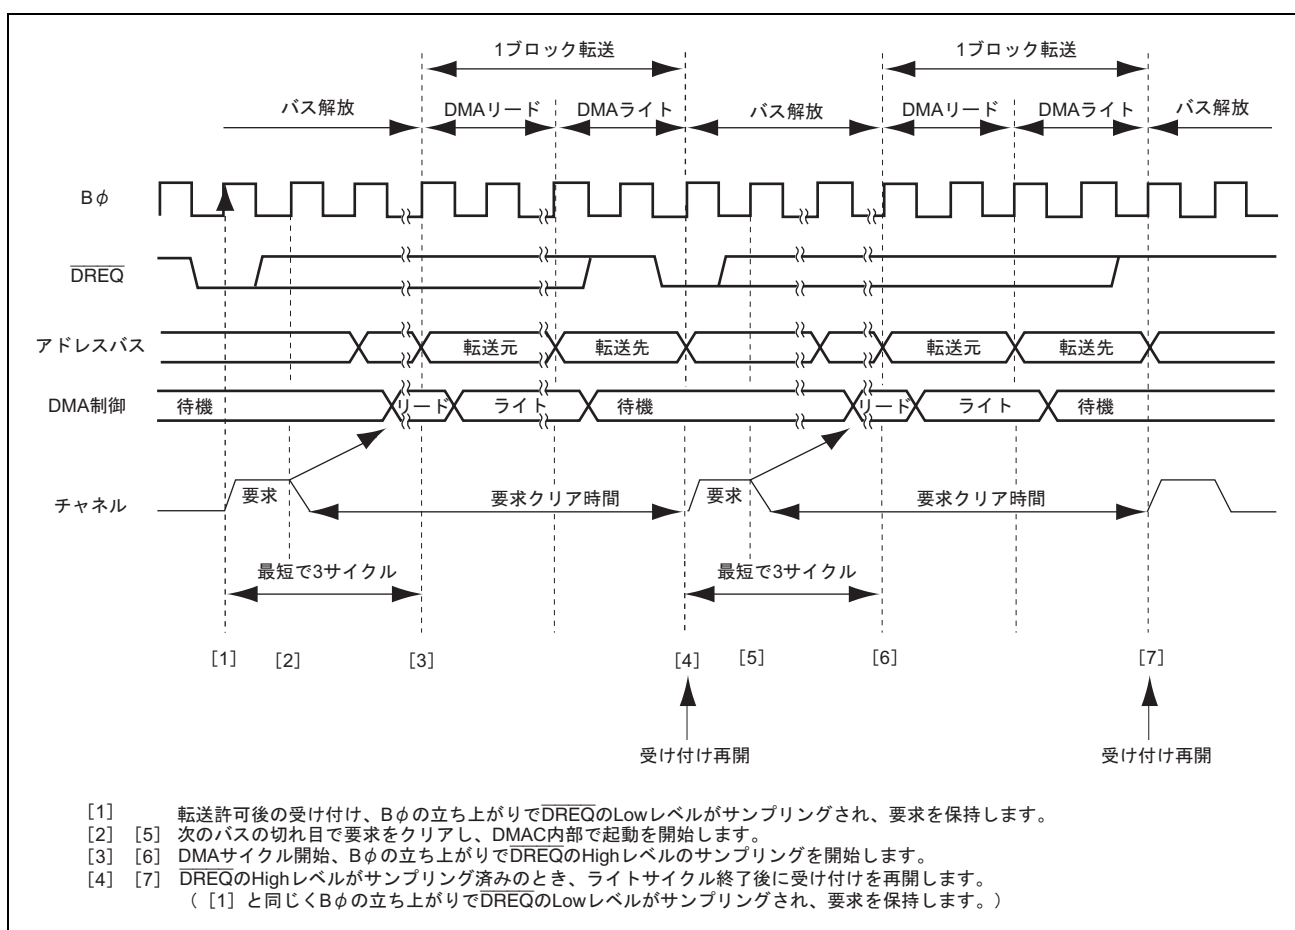 1ブロック転送 1ブロック転送
バス解放 DMAリード DMAライト バス解放 DMAリード DMAライト バス解放
Bφ
DREQ
アドレスバス 転送元 転送先 転送元 転送先
DMA制御 待機 リード ライト 待機 リード ライト 待機
チャネル 要求 要求クリア時間 要求 要求クリア時間
最短で3サイクル 最短で3サイクル
［1］ ［2］ ［3］ ［4］ ［5］ ［6］ ［7］
受け付け再開 受け付け再開
［1］ 転送許可後の受け付け、Bφの立ち上がりでDREQのLowレベルがサンプリングされ、要求を保持します。
［2］ ［5］ 次のバスの切れ目で要求をクリアし、DMAC内部で起動を開始します。
［3］ ［6］ DMAサイクル開始、Bφの立ち上がりでDREQのHighレベルのサンプリングを開始します。
［4］ ［7］ DREQのHighレベルがサンプリング済みのとき、ライトサイクル終了後に受け付けを再開します。
（［1］と同じくBφの立ち上がりでDREQのLowレベルがサンプリングされ、要求を保持します。）